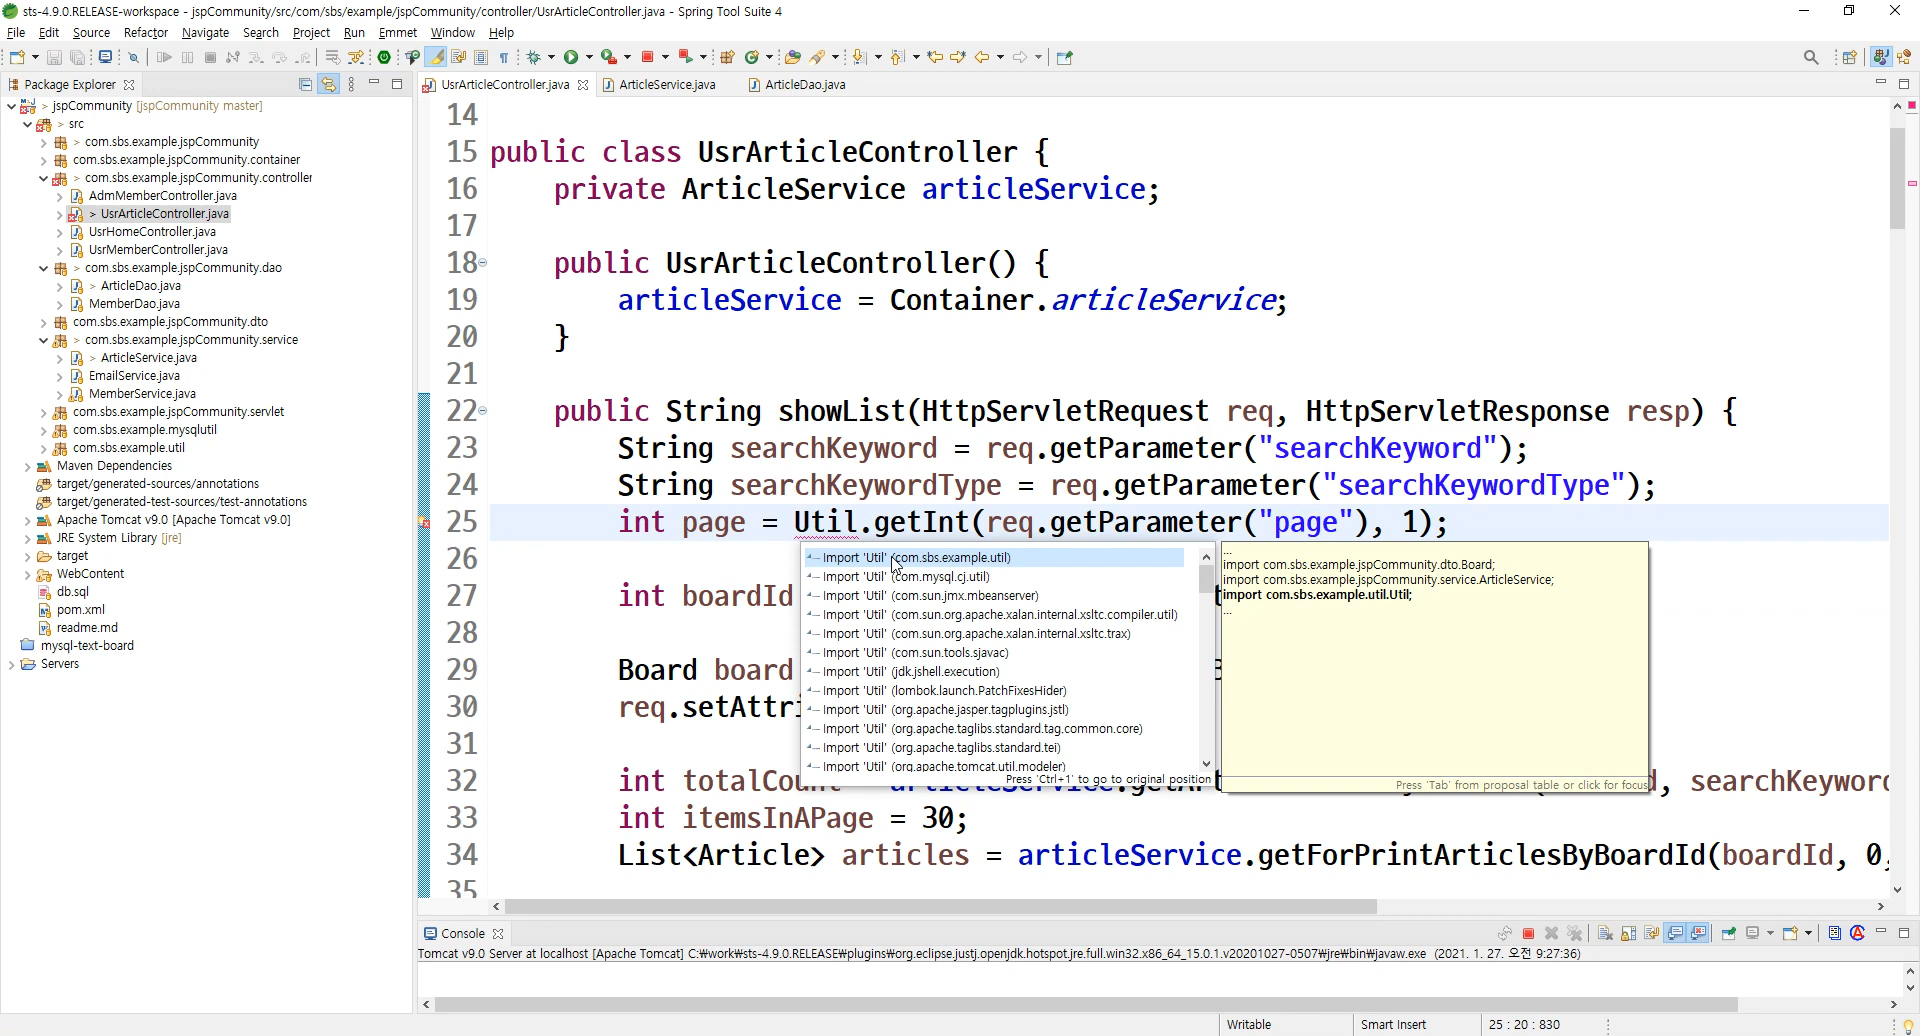 sts-4.9.0.RELEASE-workspace - jspCommunity/src/com/sbs/example/jspCommunity/controller/UsrArticleController.java - Spring Tool Suite 4
File Edit Source Refactor Navigate Search Project Run Emmet Window Help
Package Explorer
> jspCommunity [jspCommunity master]
> src
> com.sbs.example.jspCommunity
com.sbs.example.jspCommunity.container
> com.sbs.example.jspCommunity.controller
AdmMemberController.java
> UsrArticleController.java
UsrHomeController.java
UsrMemberController.java
> com.sbs.example.jspCommunity.dao
> ArticleDao.java
MemberDao.java
com.sbs.example.jspCommunity.dto
> com.sbs.example.jspCommunity.service
> ArticleService.java
EmailService.java
MemberService.java
com.sbs.example.jspCommunity.servlet
com.sbs.example.mysqlutil
com.sbs.example.util
Maven Dependencies
target/generated-sources/annotations
target/generated-test-sources/test-annotations
Apache Tomcat v9.0 [Apache Tomcat v9.0]
JRE System Library [jre]
target
WebContent
db.sql
pom.xml
readme.md
mysql-text-board
Servers
UsrArticleController.java ArticleService.java ArticleDao.java
14
15 public class UsrArticleController {
16 private ArticleService articleService;
17
18 public UsrArticleController() {
19 articleService = Container.articleService;
20 }
21
22 public String showList(HttpServletRequest req, HttpServletResponse resp) {
23 String searchKeyword = req.getParameter("searchKeyword");
24 String searchKeywordType = req.getParameter("searchKeywordType");
25 int page = Util.getInt(req.getParameter("page"), 1);
26
27 int boardId
28
29 Board board
30 req.setAttri
31
32 int totalCount = articleService.getArt d, searchKeyword
33 int itemsInAPage = 30;
34 List<Article> articles = articleService.getForPrintArticlesByBoardId(boardId, 0,
35
Import 'Util' (com.sbs.example.util)
Import 'Util' (com.mysql.cj.util)
Import 'Util' (com.sun.jmx.mbeanserver)
Import 'Util' (com.sun.org.apache.xalan.internal.xsltc.compiler.util)
Import 'Util' (com.sun.org.apache.xalan.internal.xsltc.trax)
Import 'Util' (com.sun.tools.sjavac)
Import 'Util' (jdk.jshell.execution)
Import 'Util' (lombok.launch.PatchFixesHider)
Import 'Util' (org.apache.jasper.tagplugins.jstl)
Import 'Util' (org.apache.taglibs.standard.tag.common.core)
Import 'Util' (org.apache.taglibs.standard.tei)
Import 'Util' (org.apache.tomcat.util.modeler)
Press 'Ctrl+1' to go to original position
...
import com.sbs.example.jspCommunity.dto.Board;
import com.sbs.example.jspCommunity.service.ArticleService;
import com.sbs.example.util.Util;
...
Press 'Tab' from proposal table or click for focus
Console
Tomcat v9.0 Server at localhost [Apache Tomcat] C:₩work₩sts-4.9.0.RELEASE₩plugins₩org.eclipse.justj.openjdk.hotspot.jre.full.win32.x86_64_15.0.1.v20201027-0507₩jre₩bin₩javaw.exe (2021. 1. 27. 오전 9:27:36)
Writable Smart Insert 25 : 20 : 830